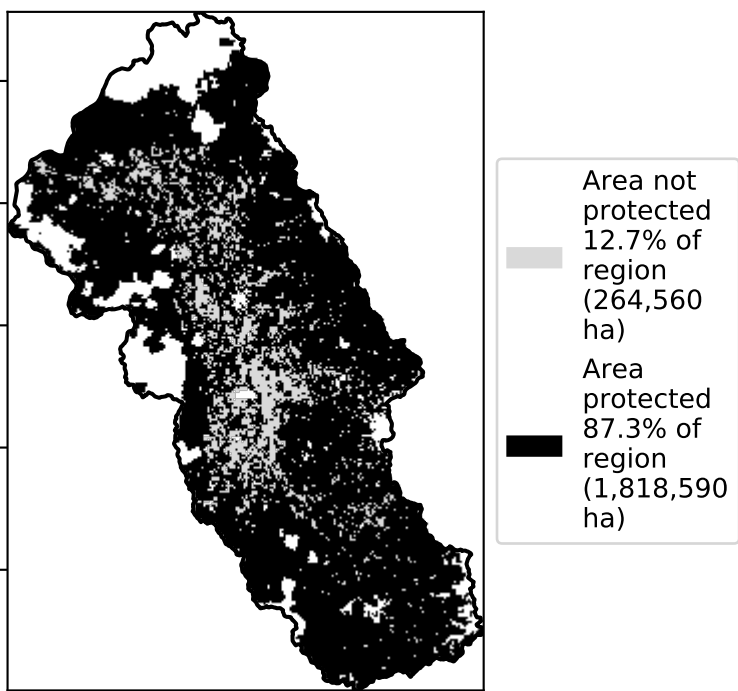 Area not
protected
12.7% of
region
(264,560
ha)
Area
protected
87.3% of
region
(1,818,590
ha)